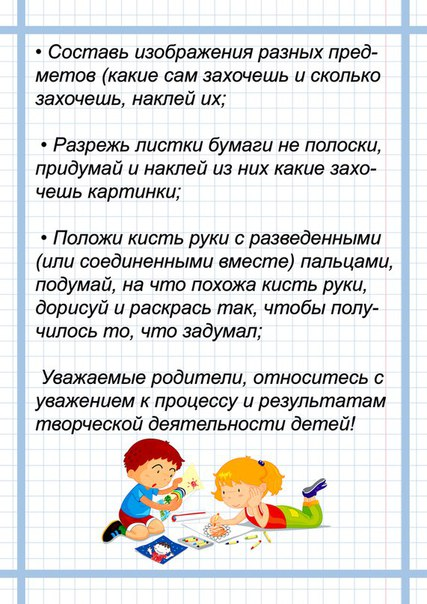 • Составь изображения разных пред-
метов (какие сам захочешь и сколько
захочешь, наклей их;
• Разрежь листки бумаги не полоски,
придумай и наклей из них какие захо-
чешь картинки;
• Положи кисть руки с разведенными
(или соединенными вместе) пальцами,
подумай, на что похожа кисть руки,
дорисуй и раскрась так, чтобы полу-
чилось то, что задумал;
Уважаемые родители, относитесь с
уважением к процессу и результатам
творческой деятельности детей!